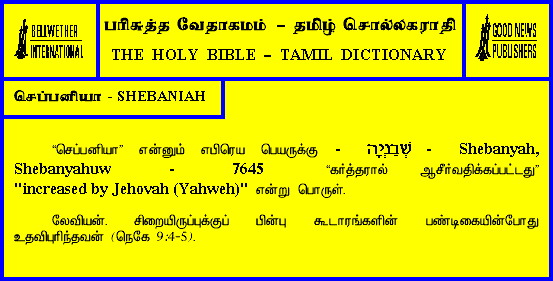 BELLWETHER
INTERNATIONAL
பரிசுத்த வேதாகமம் – தமிழ் சொல்லகராதி
THE HOLY BIBLE – TAMIL DICTIONARY
GOOD NEWS
PUBLISHERS
செப்பனியா - SHEBANIAH
“செப்பனியா” என்னும் எபிரெய பெயருக்கு - שְׁבַנְיָה - Shebanyah,
Shebanyahuw - 7645 “கர்த்தரால் ஆசீர்வதிக்கப்பட்டது”
"increased by Jehovah (Yahweh)" என்று பொருள்.
லேவியன். சிறையிருப்புக்குப் பின்பு கூடாரங்களின் பண்டிகையின்போது
உதவிபுரிந்தவன் (நெகே 9:4-5).